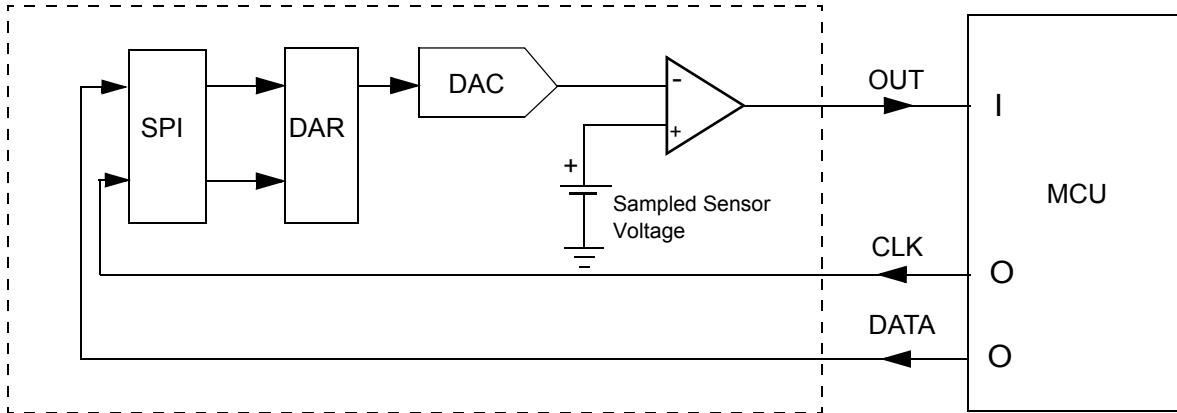 SPI
DAR
DAC
-
+
+
Sampled Sensor
Voltage
OUT
I
MCU
CLK
O
DATA
O